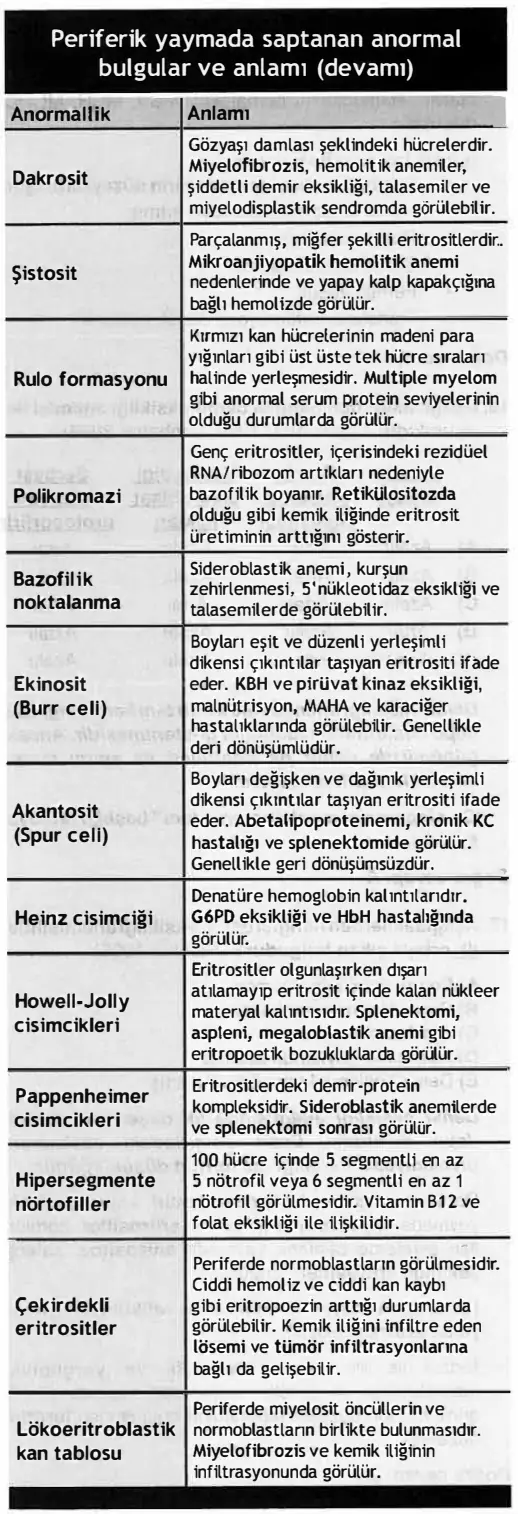 Periferik yaymada saptanan anormal
bulgular ve anlamı (devamı)
Anormallik
Anlamı
Dakrosit
Gözyaşı damlası şeklindeki hücrelerdir.
Miyelofibrozis, hemolitik anemiler,
şiddetli demir eksikliği, talasemiler ve
miyelodisplastik sendromda görülebilir.
Şistosit
Parçalanmış, miğfer şekilli eritrositlerdir..
Mikroanjiyopatik hemolitik anemi
nedenlerinde ve yapay kalp kapakçığına
bağlı hemolizde görülür.
Rulo formasyonu
Kırmızı kan hücrelerinin madeni para
yığınları gibi üst üste tek hücre sıraları
halinde yerleşmesidir. Multiple myelom
gibi anormal serum protein seviyelerinin
olduğu durumlarda görülür.
Polikromazi
Genç eritrositler, içerisindeki rezidüel
RNA/ribozom artıkları nedeniyle
bazofilik boyanır. Retikülositozda
olduğu gibi kemik iliğinde eritrosit
üretiminin arttığını gösterir.
Bazofilik
noktalanma
Sideroblastik anemi, kurşun
zehirlenmesi, 5'nükleotidaz eksikliği ve
talasemilerde görülebilir.
Ekinosit
(Burr cell)
Boyları eşit ve düzenli yerleşimli
dikensi çıkıntılar taşıyan eritrositi ifade
eder. KBH ve pirüvat kinaz eksikliği,
malnütrisyon, MAHA ve karaciğer
hastalıklarında görülebilir. Genellikle
deri dönüşümlüdür.
Akantosit
(Spur cell)
Boyları değişken ve dağınık yerleşimli
dikensi çıkıntılar taşıyan eritrositi ifade
eder. Abetalipoproteinemi, kronik KC
hastalığı ve splenektomide görülür.
Genellikle geri dönüşümsüzdür.
Heinz cisimciği
Denatüre hemoglobin kalıntılarıdır.
G6PD eksikliği ve HbH hastalığında
görülür.
Howell-Jolly
cisimcikleri
Eritrositler olgunlaşırken dışarı
atılamayıp eritrosit içinde kalan nükleer
materyal kalıntısıdır. Splenektomi,
aspleni, megaloblastik anemi gibi
eritropoetik bozukluklarda görülür.
Pappenheimer
cisimcikleri
Eritrositlerdeki demir-protein
kompleksidir. Sideroblastik anemilerde
ve splenektomi sonrası görülür.
Hipersegmente
nörtofiller
100 hücre içinde 5 segmentli en az
5 nötrofil veya 6 segmentli en az 1
nötrofil görülmesidir. Vitamin B12 ve
folat eksikliği ile ilişkilidir.
Çekirdekli
eritrositler
Periferde normoblastların görülmesidir.
Ciddi hemoliz ve ciddi kan kaybı
gibi eritropoezin arttığı durumlarda
görülebilir. Kemik iliğini infiltre eden
lösemi ve tümör infiltrasyonlarına
bağlı da gelişebilir.
Lökoeritroblastik
kan tablosu
Periferde miyelosit öncüllerin ve
normoblastların birlikte bulunmasıdır.
Miyelofibrozis ve kemik iliğinin
infiltrasyonunda görülür.